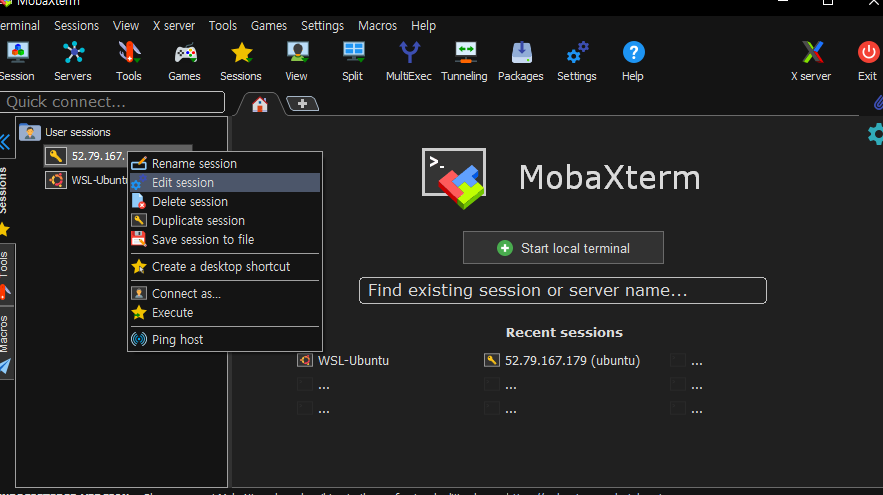 MobaXterm
Terminal Sessions View X server Tools Games Settings Macros Help
Session Servers Tools Games Sessions View Split MultiExec Tunneling Packages Settings Help X server Exit
Quick connect...
User sessions
52.79.167.
WSL-Ubuntu
Rename session
Edit session
Delete session
Duplicate session
Save session to file
Create a desktop shortcut
Connect as...
Execute
Ping host
Sessions
Tools
Macros
MobaXterm
Start local terminal
Find existing session or server name...
Recent sessions
WSL-Ubuntu 52.79.167.179 (ubuntu) ...
... ... ...
... ... ...